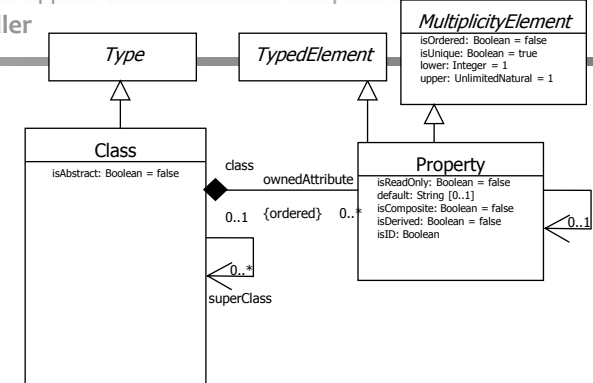 ller
MultiplicityElement
isOrdered: Boolean = false
isUnique: Boolean = true
lower: Integer = 1
upper: UnlimitedNatural = 1
Type
TypedElement
Class
isAbstract: Boolean = false
class
ownedAttribute
0..1
{ordered}
0..*
Property
isReadOnly: Boolean = false
default: String [0..1]
isComposite: Boolean = false
isDerived: Boolean = false
isID: Boolean
0..1
0..*
superClass